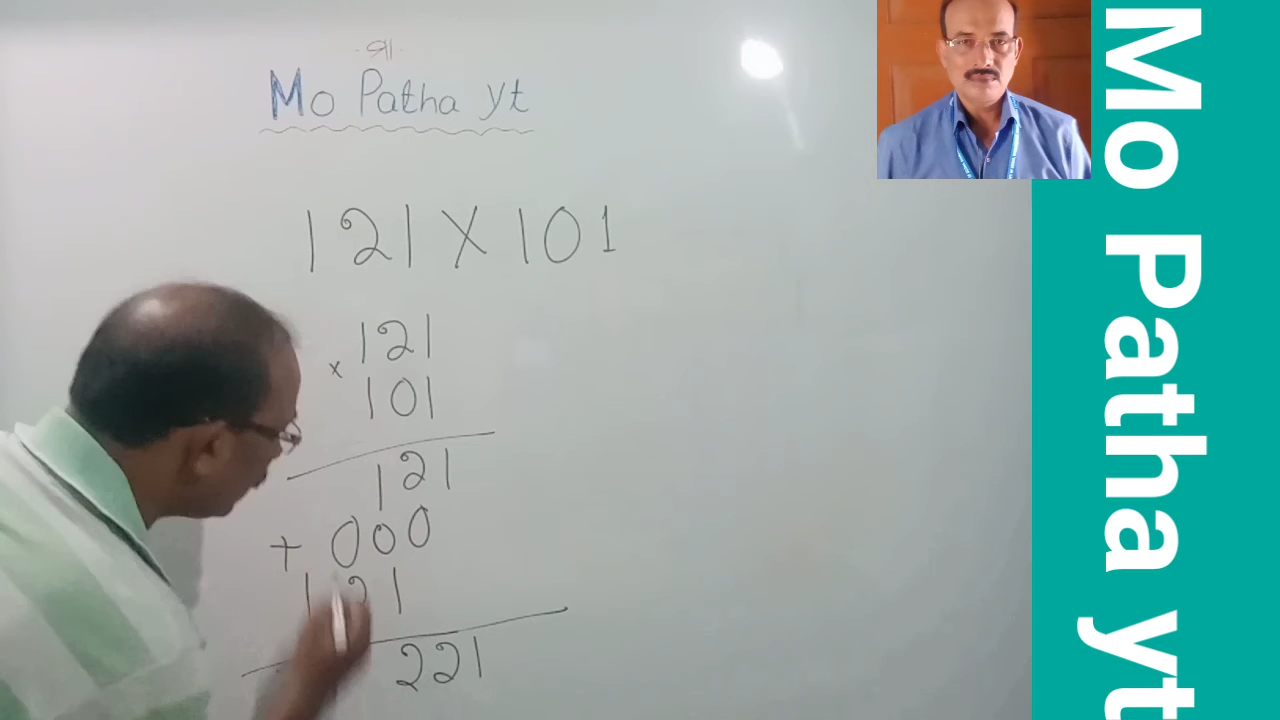 श्री
Mo Patha yt
121 X 101
121
x
101
121
+ 000
121
221
Mo Patha yt